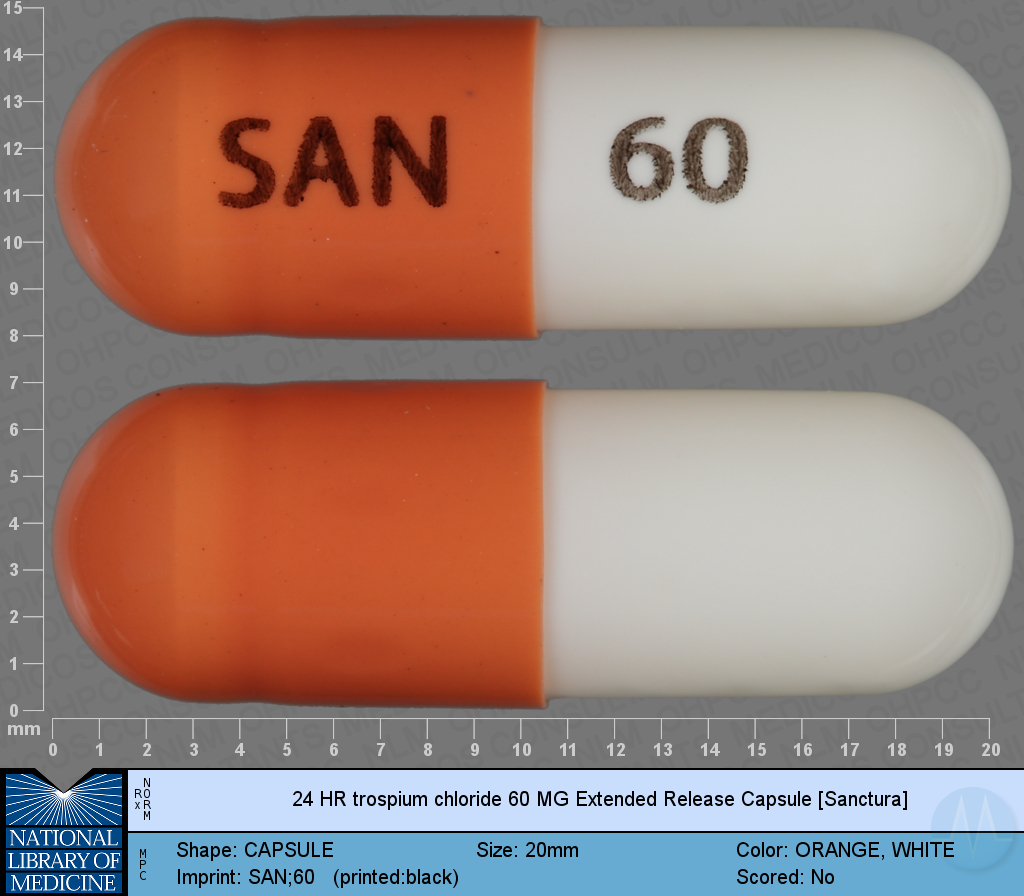 SAN 60
15
14
13
12
11
10
9
8
7
6
5
4
3
2
1
0
mm
0 1 2 3 4 5 6 7 8 9 10 11 12 13 14 15 16 17 18 19 20
NATIONAL
LIBRARY OF
MEDICINE
Rx NORM
24 HR trospium chloride 60 MG Extended Release Capsule [Sanctura]
MPC
Shape: CAPSULE Size: 20mm Color: ORANGE, WHITE
Imprint: SAN;60 (printed:black) Scored: No